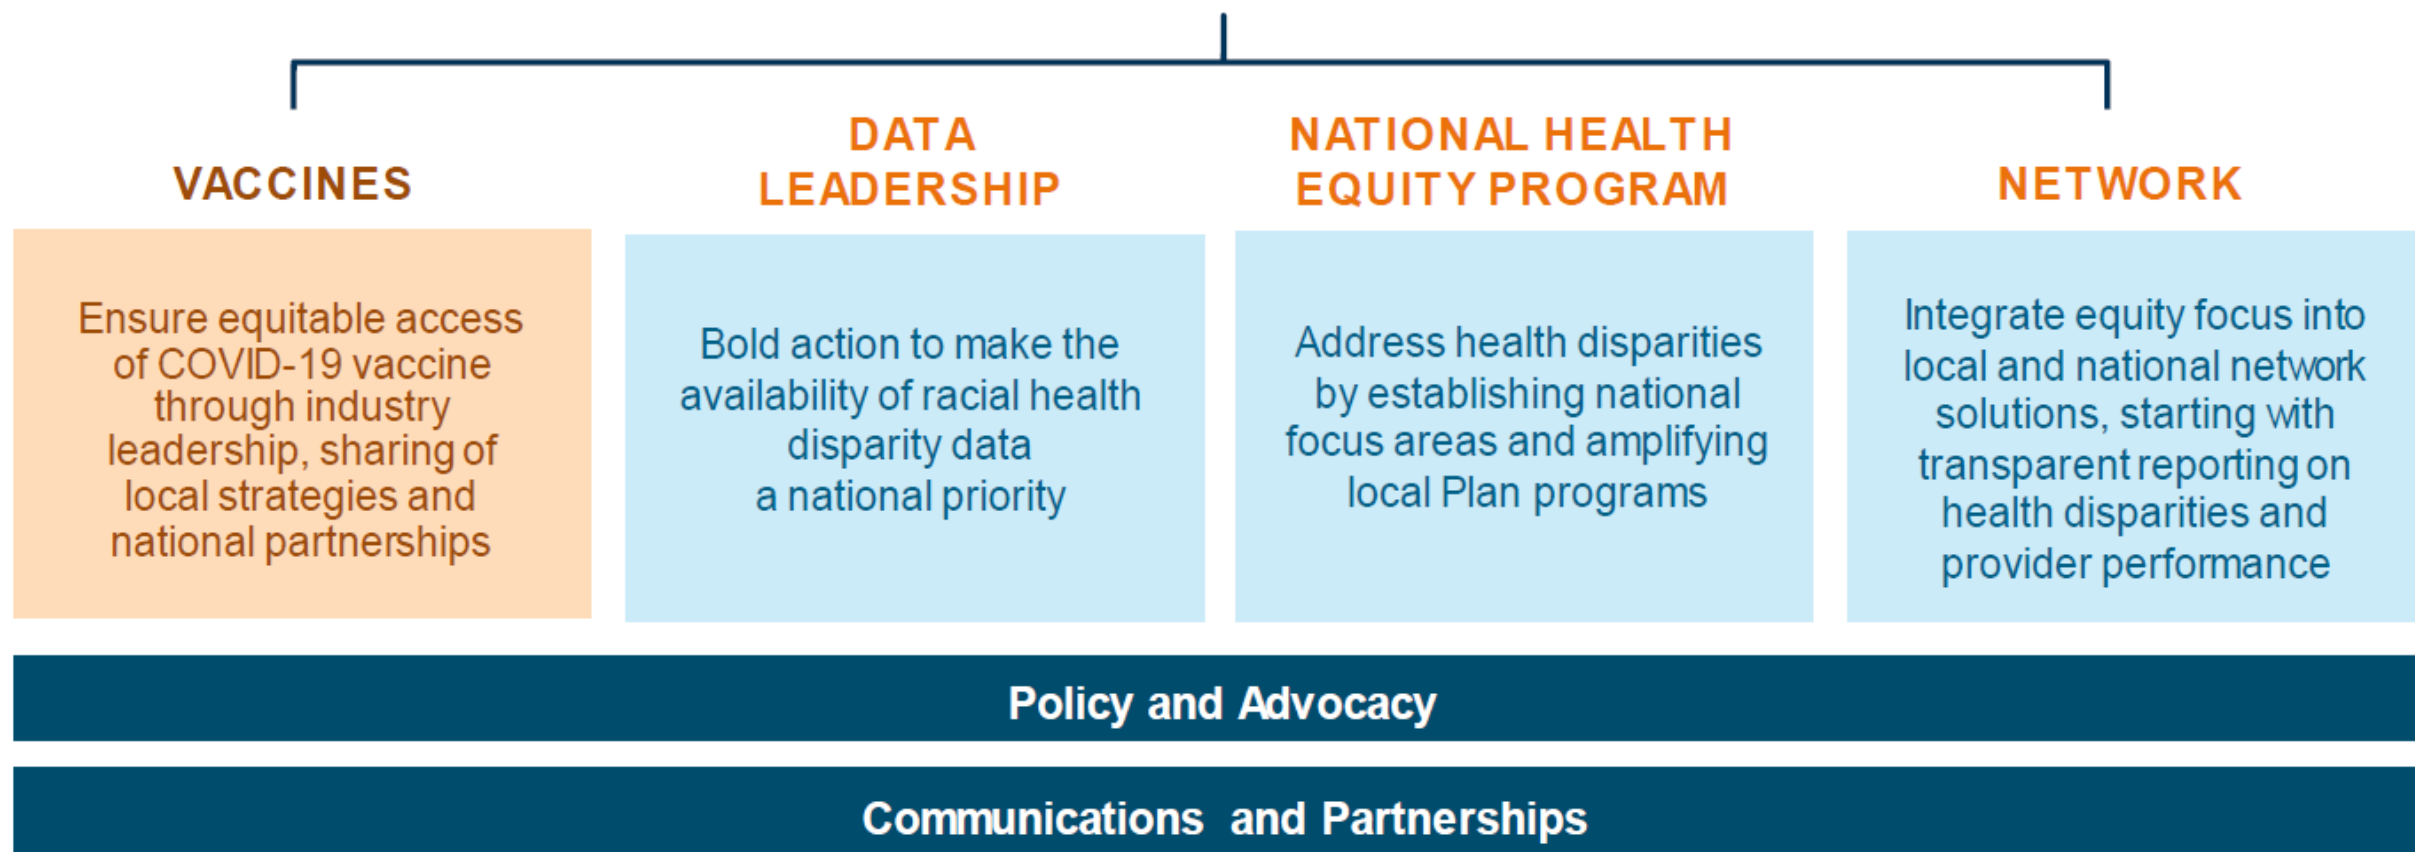 VACCINES
Ensure equitable access
of COVID-19 vaccine
through industry
leadership, sharing of
local strategies and
national partnerships
DATA
LEADERSHIP
Bold action to make the
availability of racial health
disparity data
a national priority
NATIONAL HEALTH
EQUITY PROGRAM
Address health disparities
by establishing national
focus areas and amplifying
local Plan programs
NETWORK
Integrate equity focus into
local and national network
solutions, starting with
transparent reporting on
health disparities and
provider performance
Policy and Advocacy
Communications and Partnerships